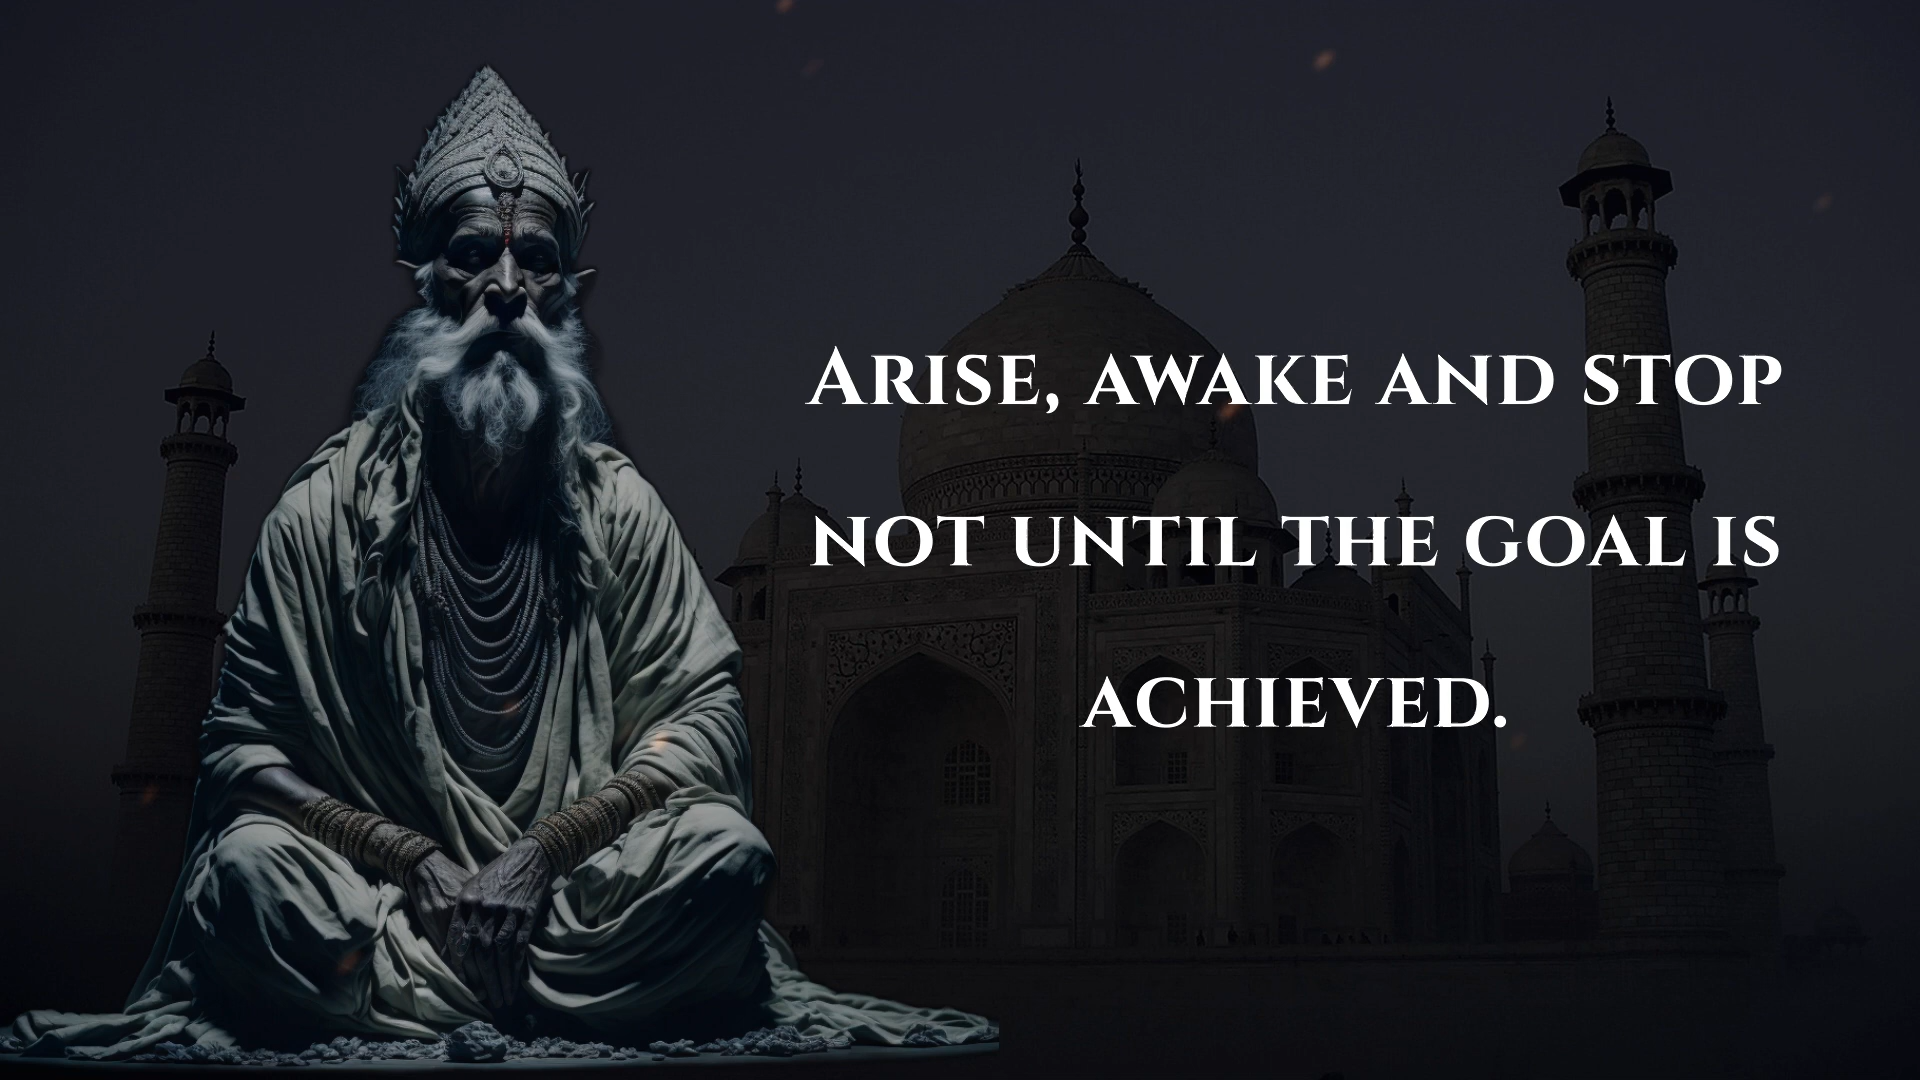 Arise, awake and stop
not until the goal is
achieved.